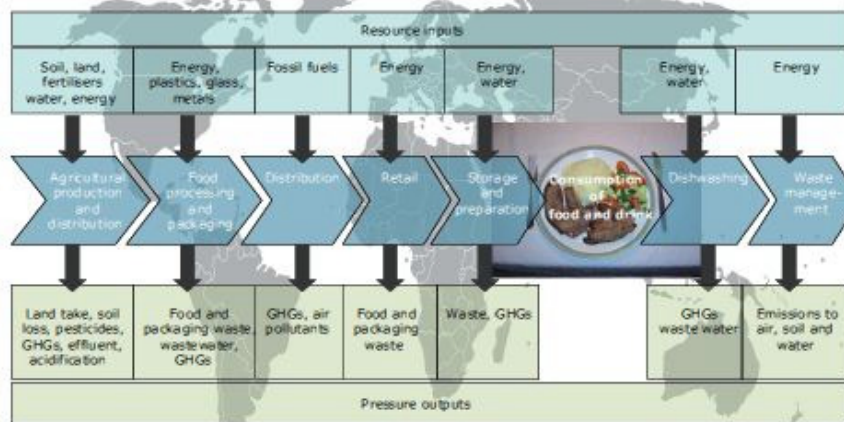 Resource inputs
Soil, land,
fertilisers
water, energy
Energy,
plastics, glass,
metals
Fossil fuels
Energy
Energy,
water
Energy,
water
Energy
Agricultural
production
and
distribution
Food
processing
and
packaging
Distribution
Retail
Storage
and
preparation
Consumption
of
food and drink
Dishwashing
Waste
manage-
ment
Land take, soil
loss, pesticides,
GHGs, effluent,
acidification
Food and
packaging waste,
wastewater,
GHGs
GHGs, air
pollutants
Food and
packaging
waste
Waste, GHGs
GHGs
waste water
Emissions to
air, soil and
water
Pressure outputs